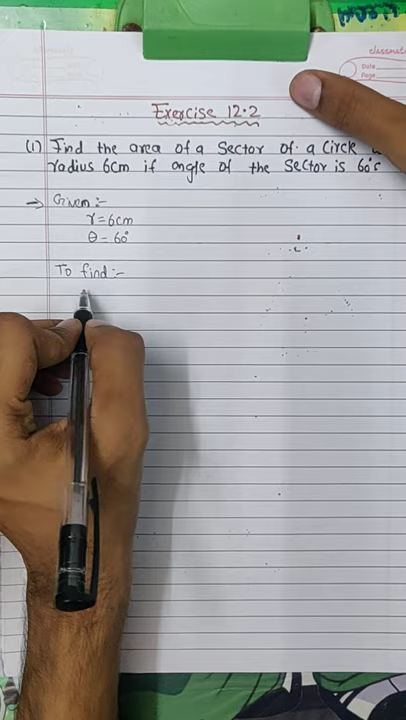 classmate
Date
Page
Exercise 12.2
(1) Find the area of a Sector of a Circle
radius 6cm if angle of the Sector is 60°c
→ Given:-
r=6cm
θ=60°
To find:-